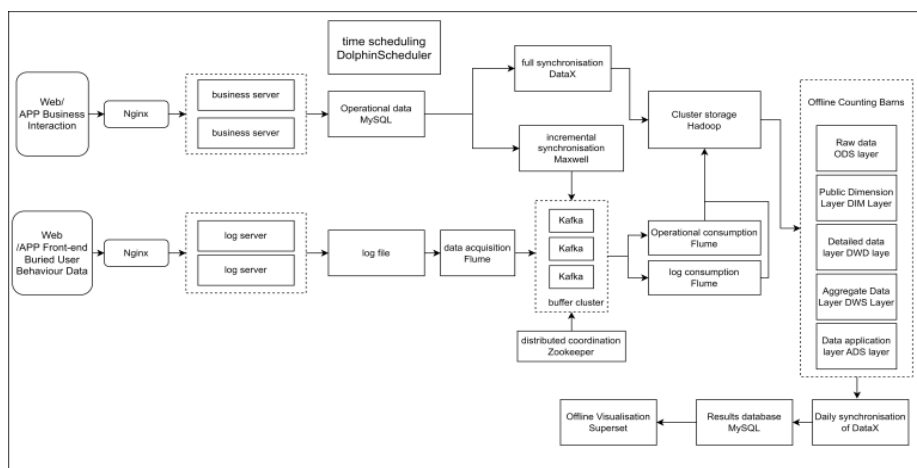 time scheduling
DolphinScheduler
Web/
APP Business
Interaction
Nginx
business server
business server
Operational data
MySQL
full synchronisation
DataX
incremental
synchronisation
Maxwell
Cluster storage
Hadoop
Offline Counting Barns
Raw data
ODS layer
Public Dimension
Layer DIM Layer
Detailed data
layer DWD laye
Aggregate Data
Layer DWS Layer
Data application
layer ADS layer
Web
/APP Front-end
Buried User
Behaviour Data
Nginx
log server
log server
log file
data acquisition
Flume
Kafka
Kafka
Kafka
buffer cluster
Operational consumption
Flume
log consumption
Flume
distributed coordination
Zookeeper
Offline Visualisation
Superset
Results database
MySQL
Daily synchronisation
of DataX